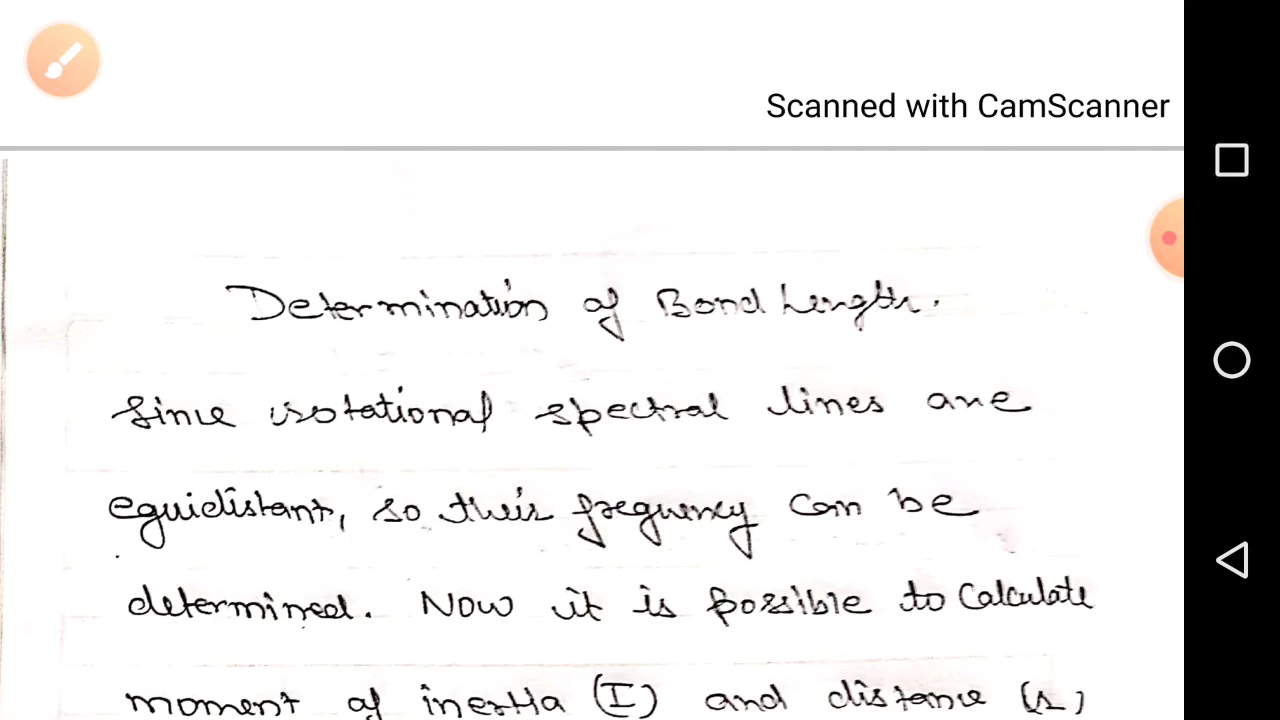 Scanned with CamScanner
Determination of Bond Length.
Since rotational spectral lines are
equidistant, so their frequency can be
determined. Now it is possible to Calculate
moment of inertia (I) and distance (r)